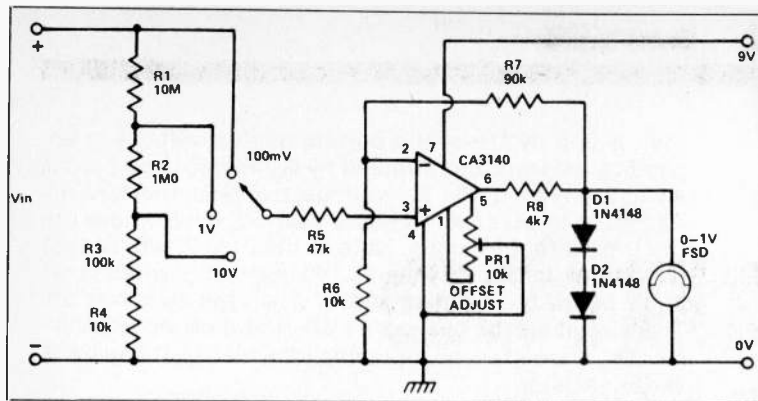 +
R1
10M
R2
1M0
Vin
R3
100k
R4
10k
−
100mV
1V
10V
R5
47k
R6
10k
2
7
3
4
1
6
5
CA3140
R7
90k
PR1
10k
OFFSET
ADJUST
R8
4k7
D1
1N4148
D2
1N4148
0–1V
FSD
9V
0V